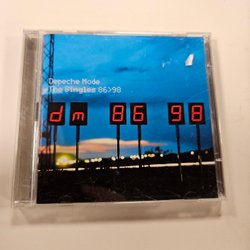 Depeche Mode
The Singles 86>98
dm 86 98